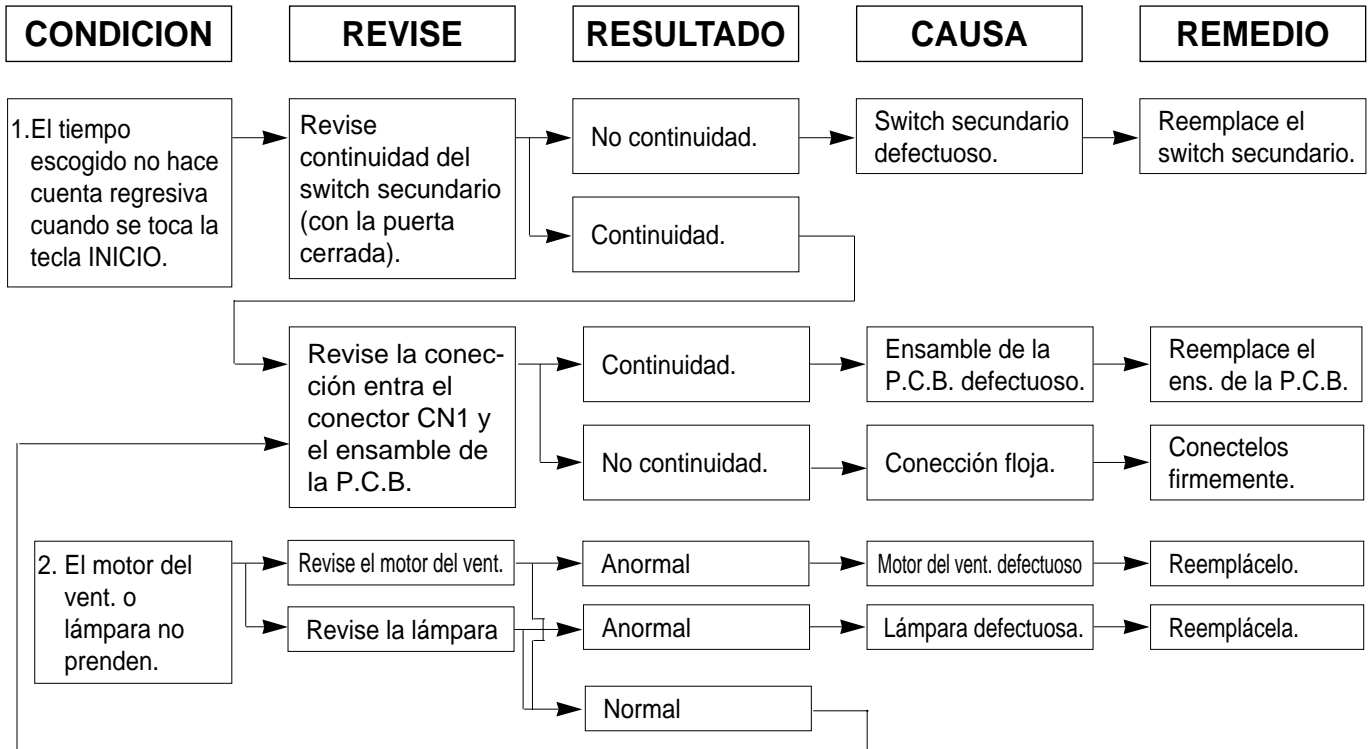 CONDICION
REVISE
RESULTADO
CAUSA
REMEDIO
1.El tiempo
escogido no hace
cuenta regresiva
cuando se toca la
tecla INICIO.
Revise
continuidad del
switch secundario
(con la puerta
cerrada).
No continuidad.
Switch secundario
defectuoso.
Reemplace el
switch secundario.
Continuidad.
Revise la conec-
ción entra el
conector CN1 y
el ensamble de
la P.C.B.
Continuidad.
Ensamble de la
P.C.B. defectuoso.
Reemplace el
ens. de la P.C.B.
No continuidad.
Conección floja.
Conectelos
firmemente.
2. El motor del
vent. o
lámpara no
prenden.
Revise el motor del vent.
Anormal
Motor del vent. defectuoso
Reemplácelo.
Revise la lámpara
Anormal
Lámpara defectuosa.
Reemplácela.
Normal